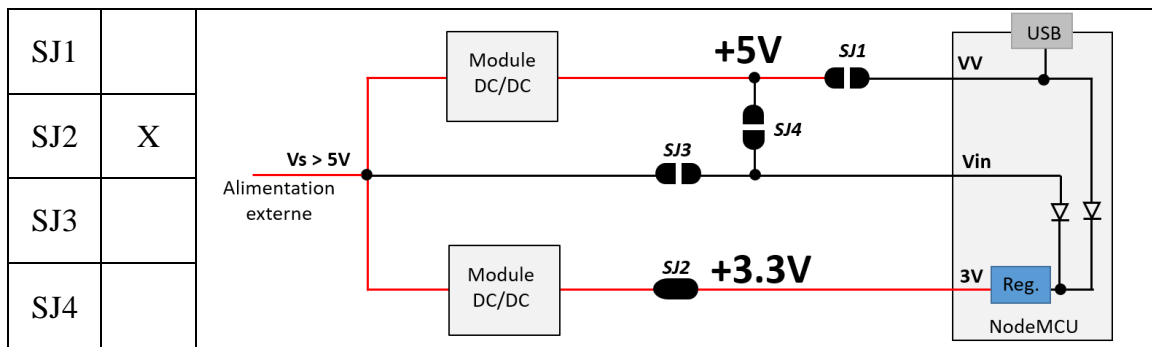 SJ1
SJ2 X
SJ3
SJ4
Module
DC/DC
+5V
SJ1
VV
USB
SJ4
Vs > 5V
SJ3
Vin
Alimentation
externe
Module
DC/DC
SJ2
+3.3V
3V
Reg.
NodeMCU